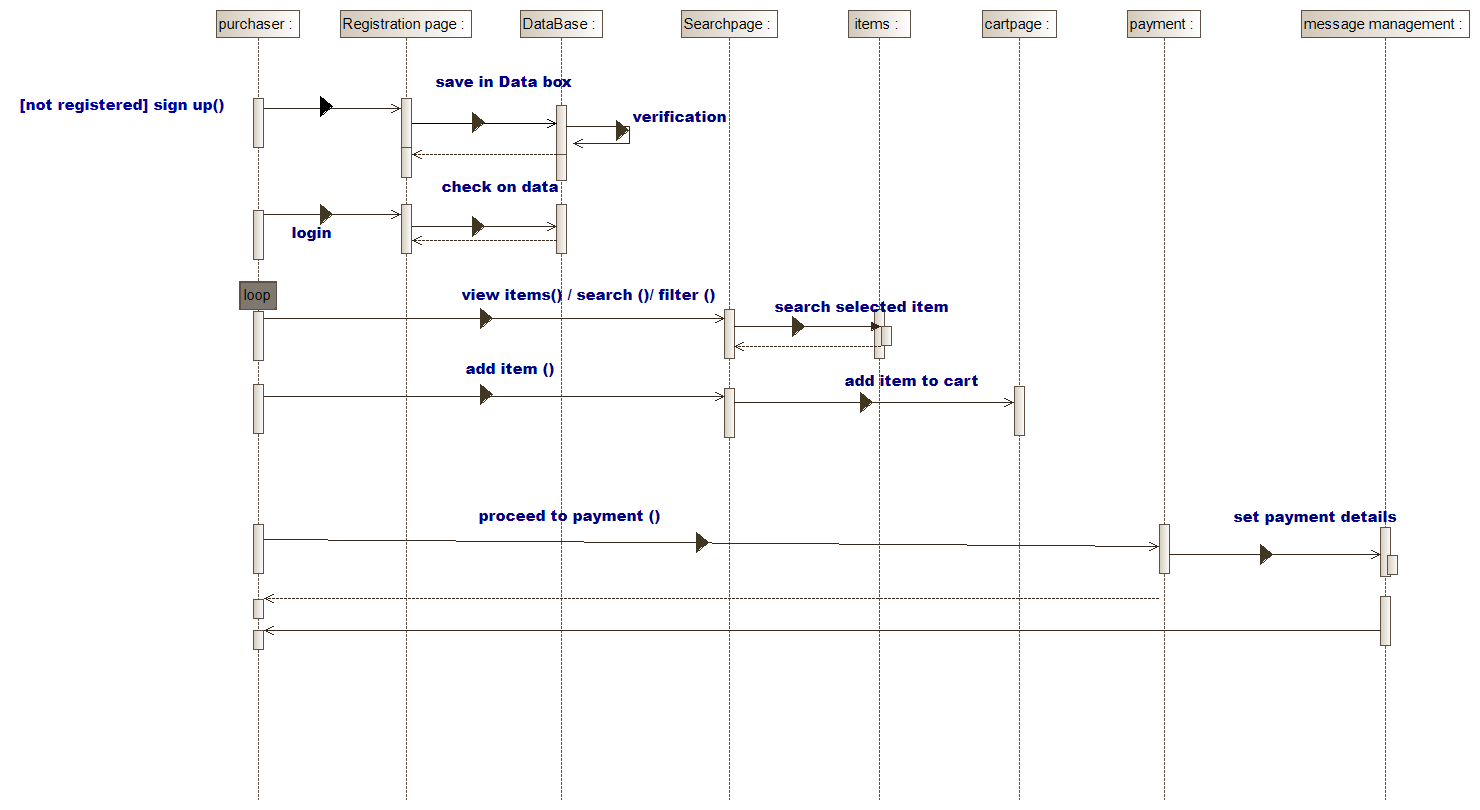 purchaser :
Registration page :
DataBase :
Searchpage :
items :
cartpage :
payment :
message management :
save in Data box
[not registered] sign up()
verification
check on data
login
loop
view items() / search ()/ filter ()
search selected item
add item ()
add item to cart
proceed to payment ()
set payment details